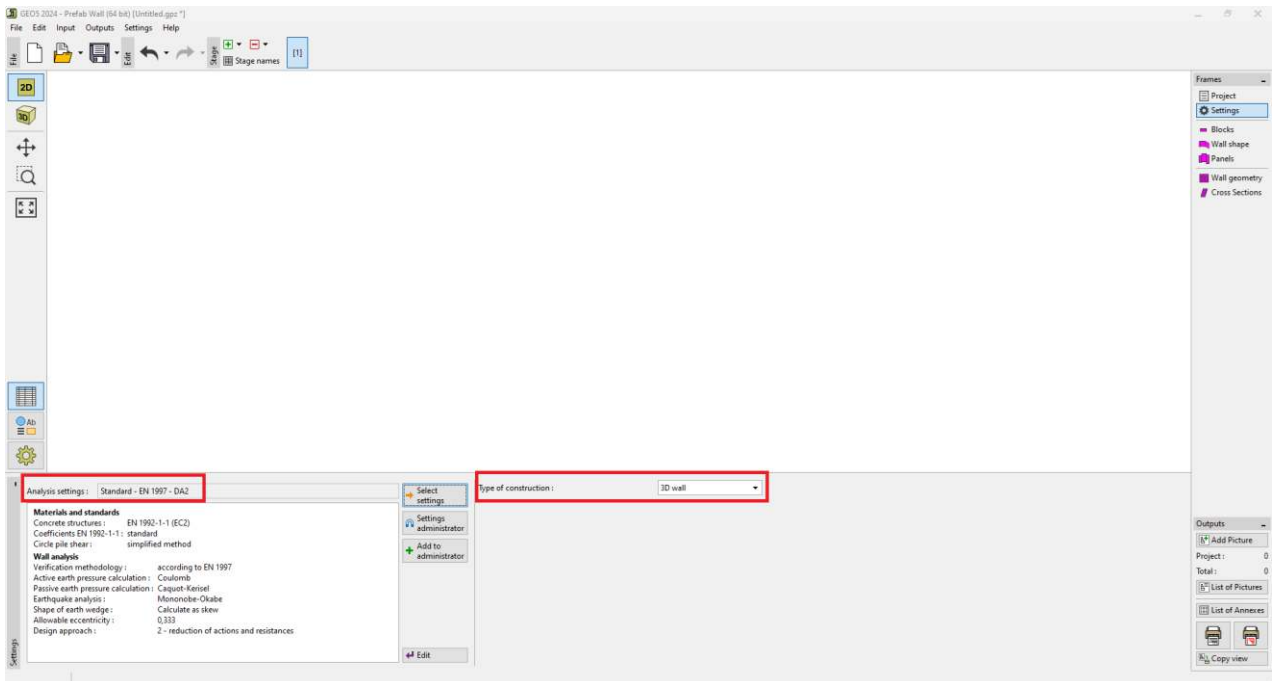 GEO5 2024 - Prefab Wall (64 bit) [Untitled.gpz *]
File Edit Input Outputs Settings Help
File
Edit
Stage
Stage names
[1]
2D
3D
Ab
Frames
Project
Settings
Blocks
Wall shape
Panels
Wall geometry
Cross Sections
Settings
Analysis settings : Standard - EN 1997 - DA2
Materials and standards
Concrete structures : EN 1992-1-1 (EC2)
Coefficients EN 1992-1-1 : standard
Circle pile shear : simplified method
Wall analysis
Verification methodology : according to EN 1997
Active earth pressure calculation : Coulomb
Passive earth pressure calculation : Caquot-Kerisel
Earthquake analysis : Mononobe-Okabe
Shape of earth wedge : Calculate as skew
Allowable eccentricity : 0,333
Design approach : 2 - reduction of actions and resistances
Select
settings
Settings
administrator
Add to
administrator
Edit
Type of construction : 3D wall
Outputs
Add Picture
Project : 0
Total : 0
List of Pictures
List of Annexes
Copy view